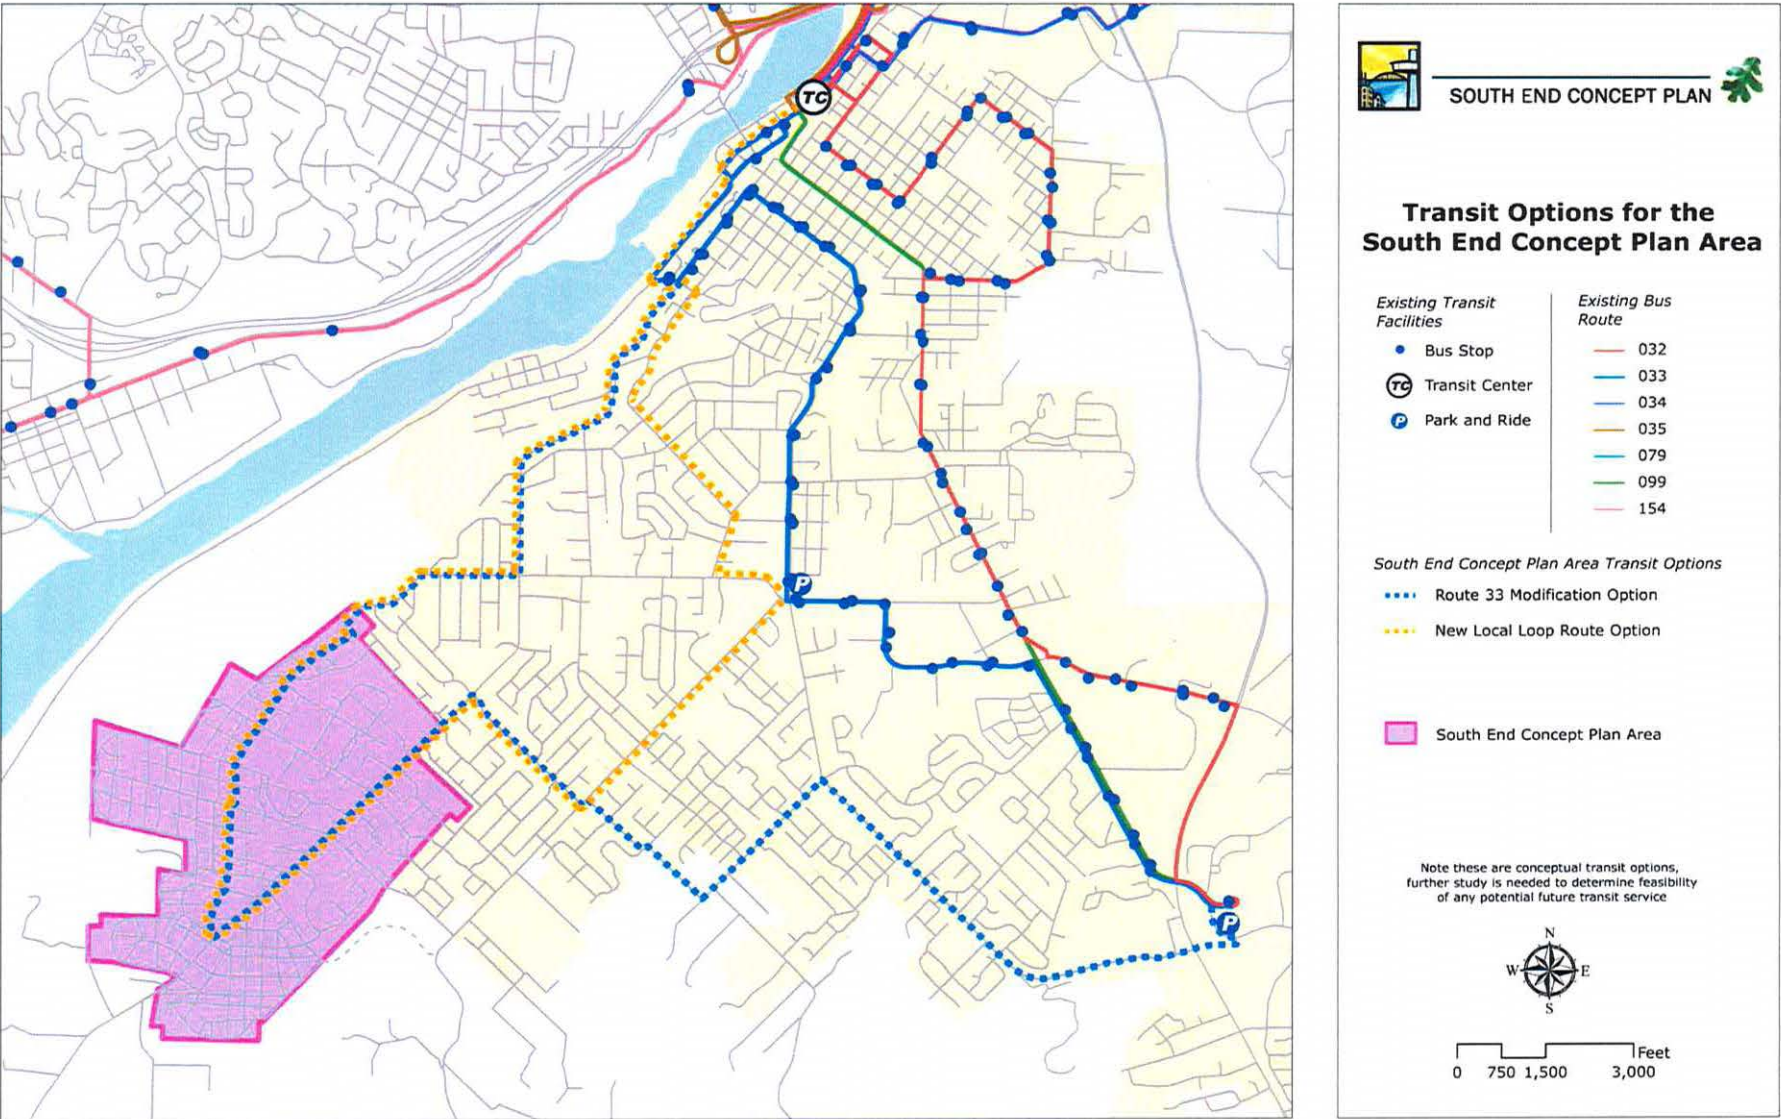 TC
P
P
SOUTH END CONCEPT PLAN
Transit Options for the
South End Concept Plan Area
Existing Transit
Facilities
Bus Stop
TC Transit Center
P Park and Ride
Existing Bus
Route
032
033
034
035
079
099
154
South End Concept Plan Area Transit Options
Route 33 Modification Option
New Local Loop Route Option
South End Concept Plan Area
Note these are conceptual transit options,
further study is needed to determine feasibility
of any potential future transit service
N
W E
S
Feet
0 750 1,500 3,000